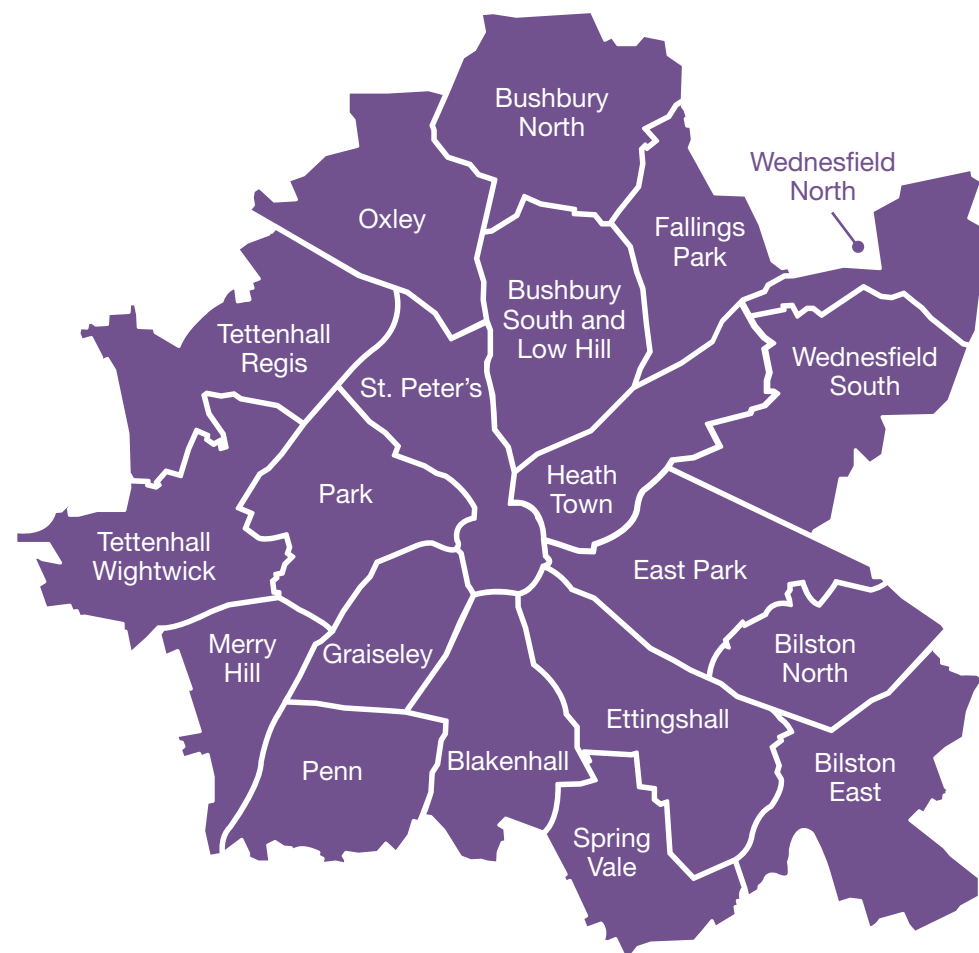 Bushbury
North
Wednesfield
North
Oxley
Fallings
Park
Bushbury
South and
Low Hill
Tettenhall
Regis
Wednesfield
South
St. Peter’s
Heath
Town
Park
Tettenhall
Wightwick
East Park
Merry
Hill
Graiseley
Bilston
North
Ettingshall
Penn
Blakenhall
Bilston
East
Spring
Vale